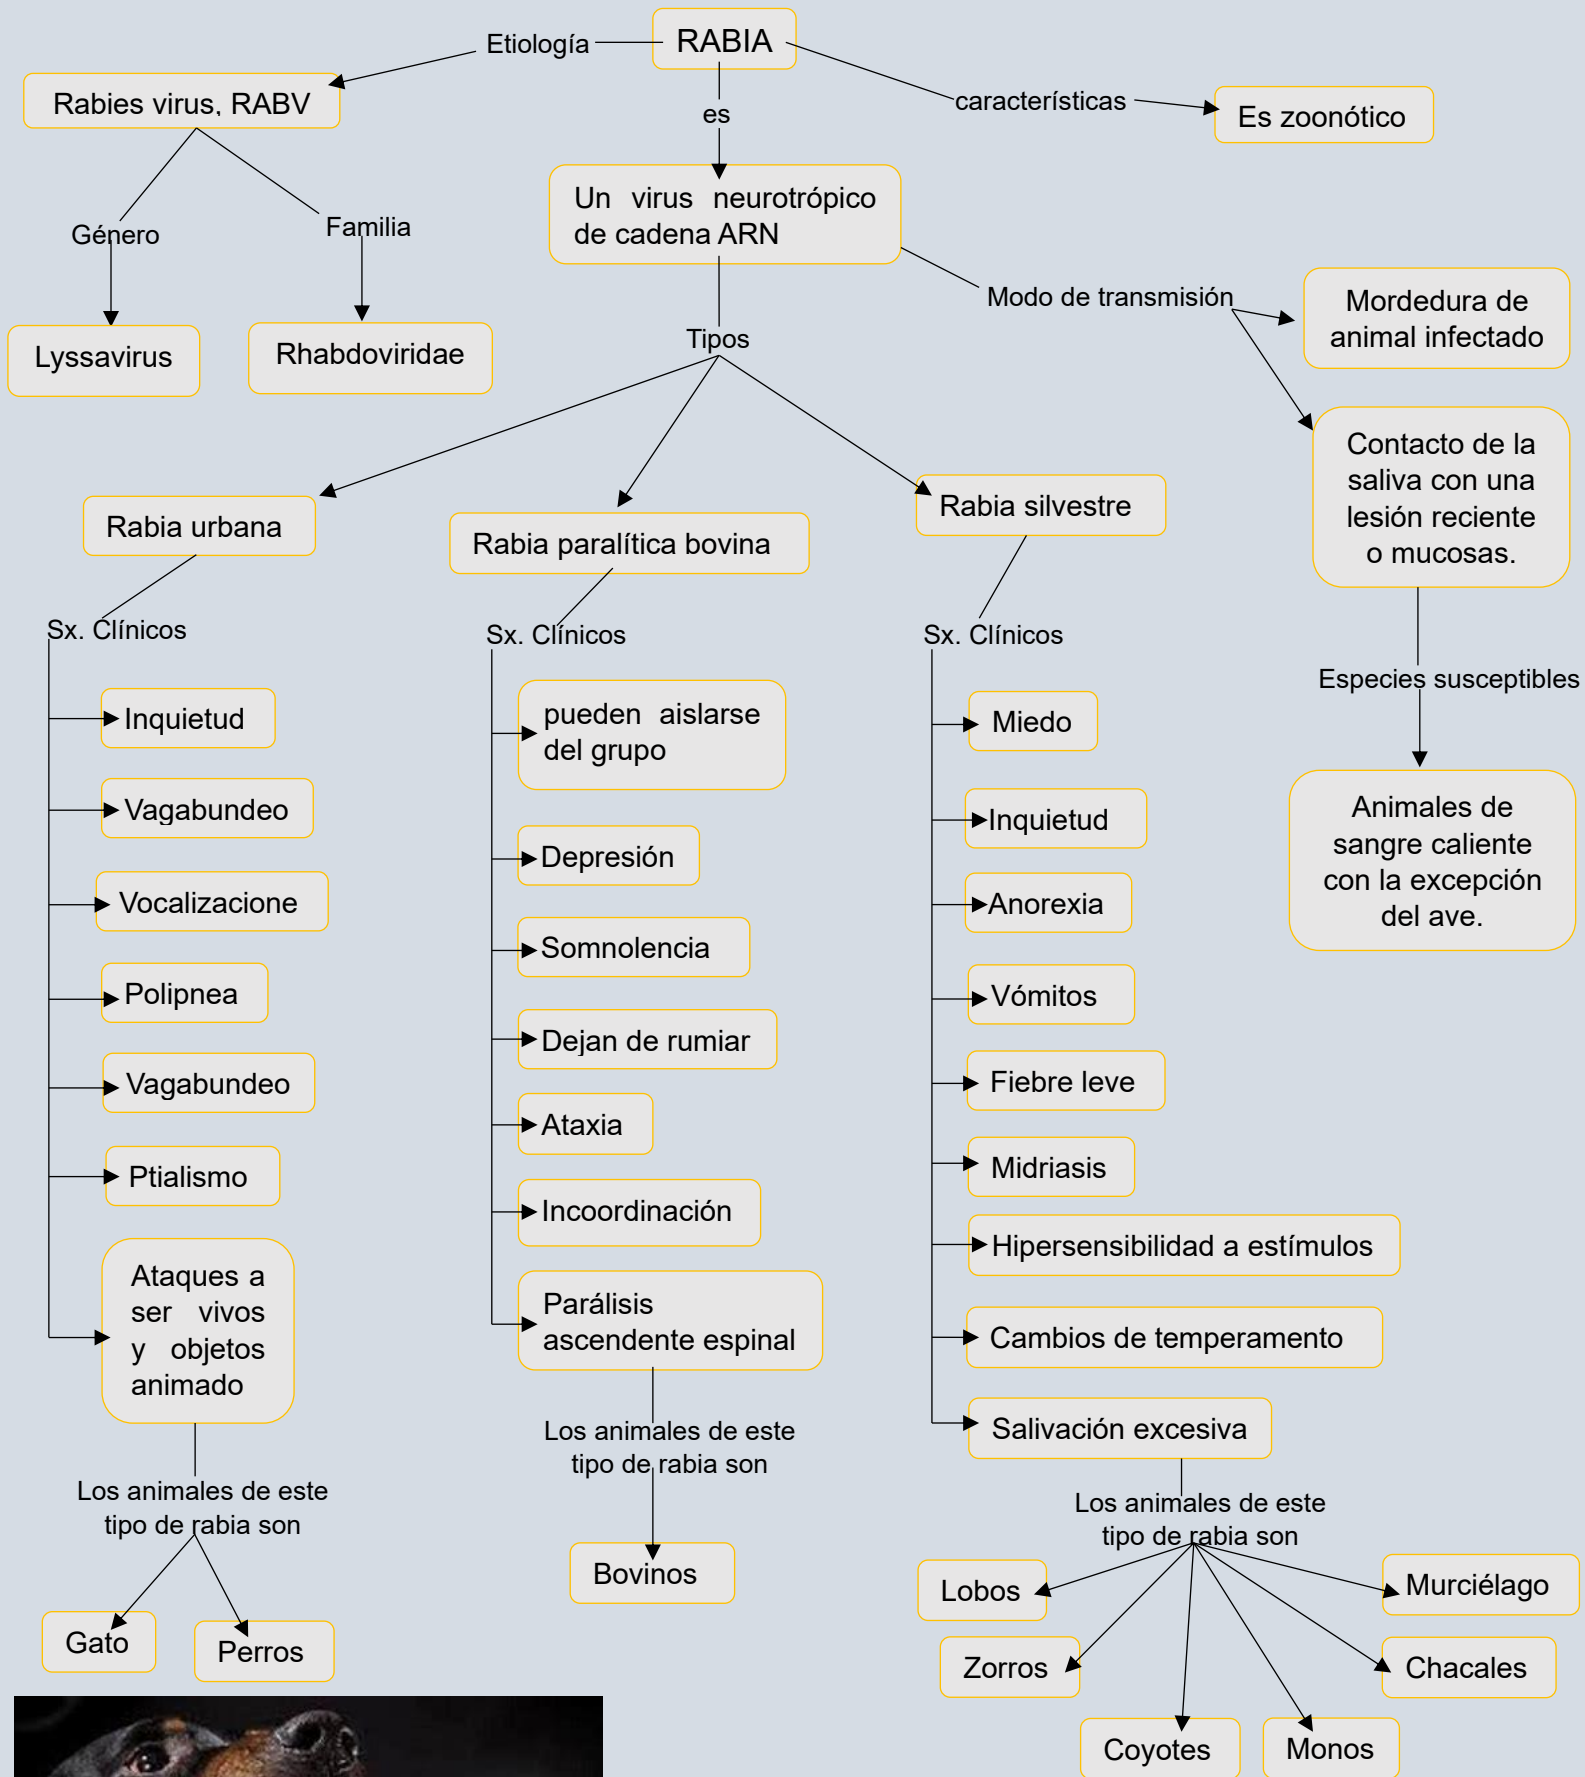 RABIA
Etiología
es
características
Rabies virus, RABV
Es zoonótico
Género
Familia
Lyssavirus
Rhabdoviridae
Un virus neurotrópico
de cadena ARN
Modo de transmisión
Mordedura de
animal infectado
Contacto de la
saliva con una
lesión reciente
o mucosas.
Especies susceptibles
Animales de
sangre caliente
con la excepción
del ave.
Tipos
Rabia urbana
Sx. Clínicos
Inquietud
Vagabundeo
Vocalizacione
Polipnea
Vagabundeo
Ptialismo
Ataques a
ser vivos
y objetos
animado
Los animales de este
tipo de rabia son
Gato
Perros
Rabia paralítica bovina
Sx. Clínicos
pueden aislarse
del grupo
Depresión
Somnolencia
Dejan de rumiar
Ataxia
Incoordinación
Parálisis
ascendente espinal
Los animales de este
tipo de rabia son
Bovinos
Rabia silvestre
Sx. Clínicos
Miedo
Inquietud
Anorexia
Vómitos
Fiebre leve
Midriasis
Hipersensibilidad a estímulos
Cambios de temperamento
Salivación excesiva
Los animales de este
tipo de rabia son
Lobos
Zorros
Coyotes
Monos
Chacales
Murciélago